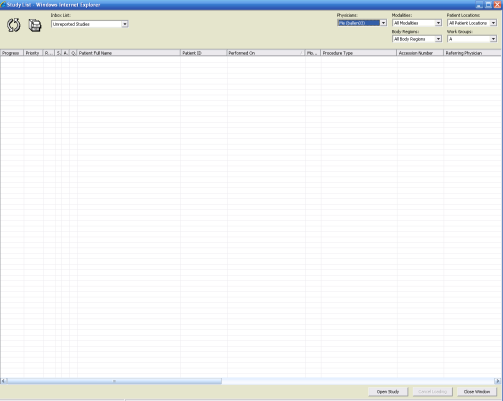 Study List - Windows Internet Explorer
Inbox List:
Unreported Studies
Physicians:
Modalities:
All Modalities
Patient Locations:
All Patient Locations
Body Regions:
All Body Regions
Work Groups:
A
Progress Priority R... S A.. Q. Patient Full Name Patient ID Performed On Mo... Procedure Type Accession Number Referring Physician
Open Study Cancel Loading Close Window